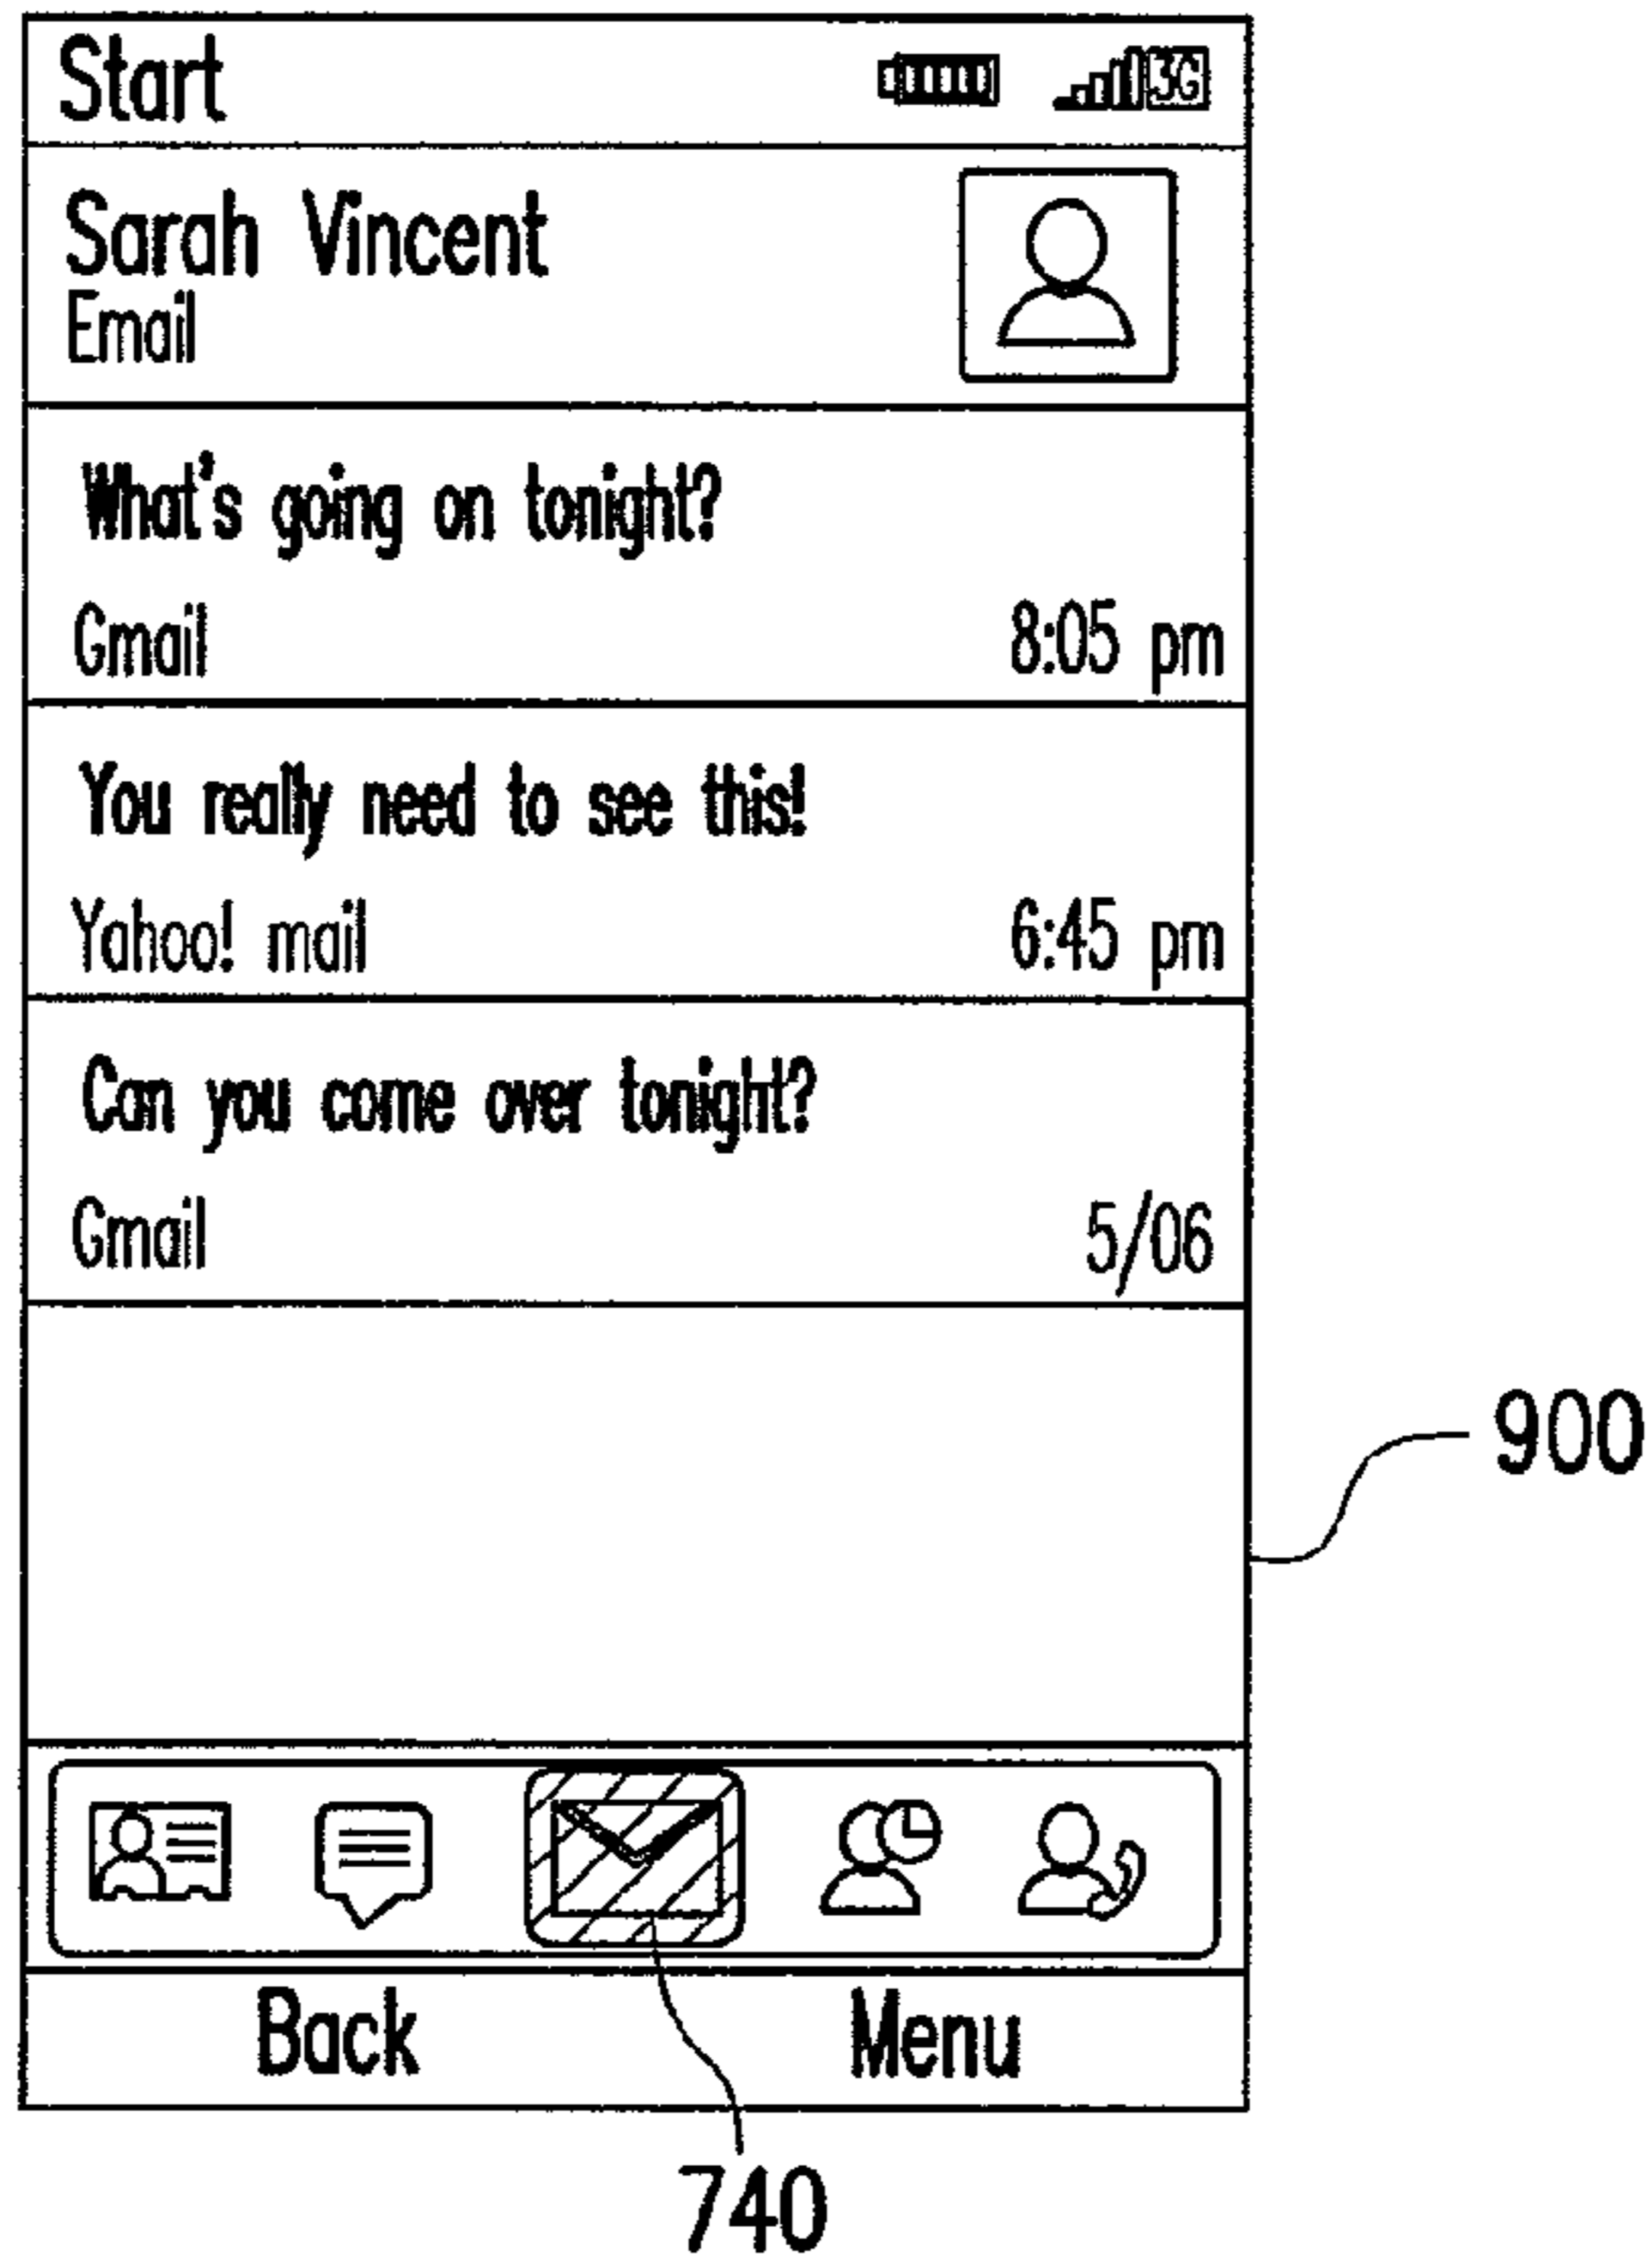 Start 3G
Sarah Vincent
Email
What's going on tonight?
Gmail 8:05 pm
You really need to see this!
Yahoo! mail 6:45 pm
Can you come over tonight?
Gmail 5/06
900
Back Menu
740